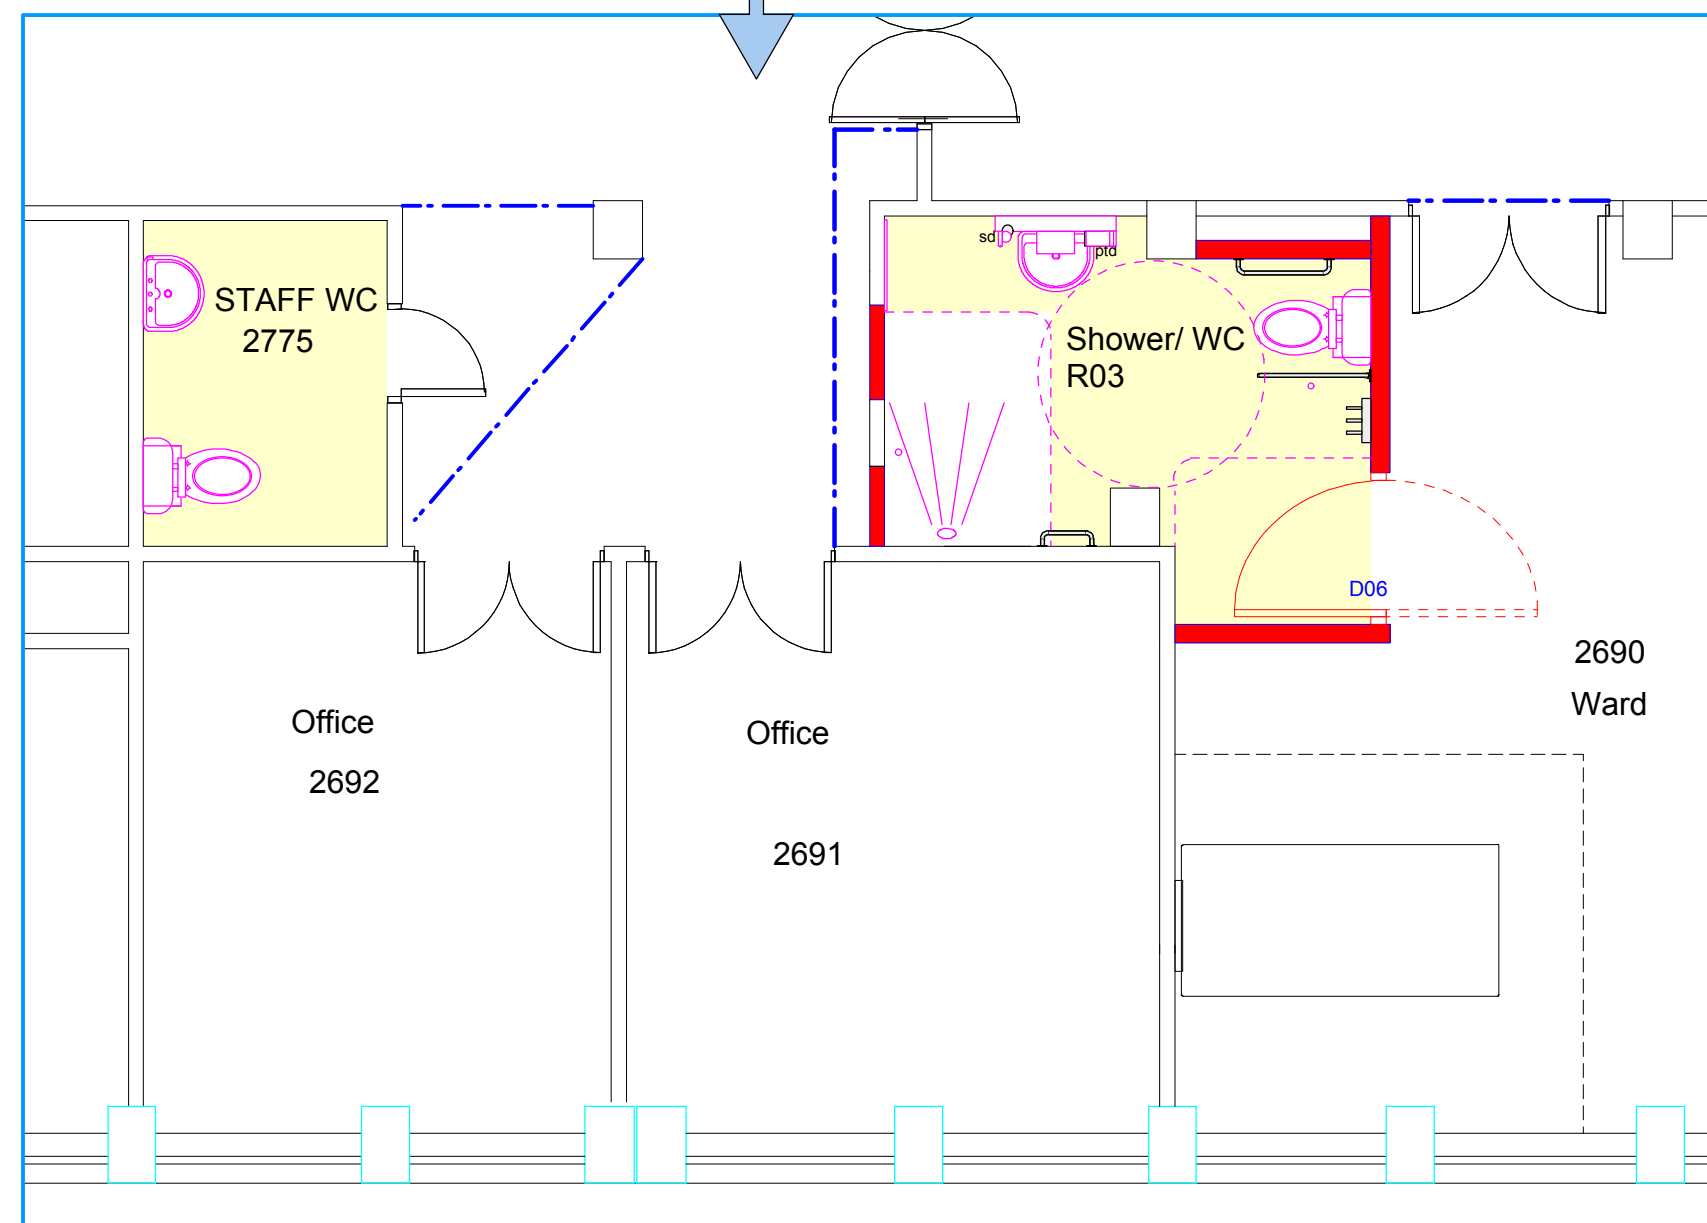 sd
ptd
STAFF WC
2775
Shower/ WC
R03
D06
2690
Ward
Office
2692
Office
2691